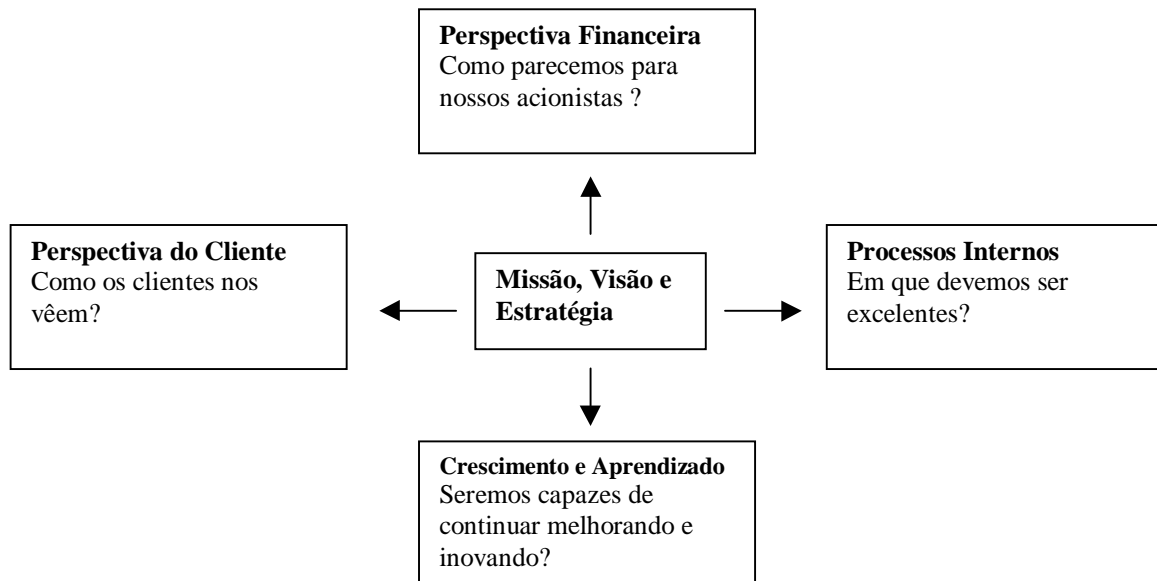 Perspectiva Financeira
Como parecemos para
nossos acionistas ?
Perspectiva do Cliente
Como os clientes nos
vêem?
Missão, Visão e
Estratégia
Processos Internos
Em que devemos ser
excelentes?
Crescimento e Aprendizado
Seremos capazes de
continuar melhorando e
inovando?